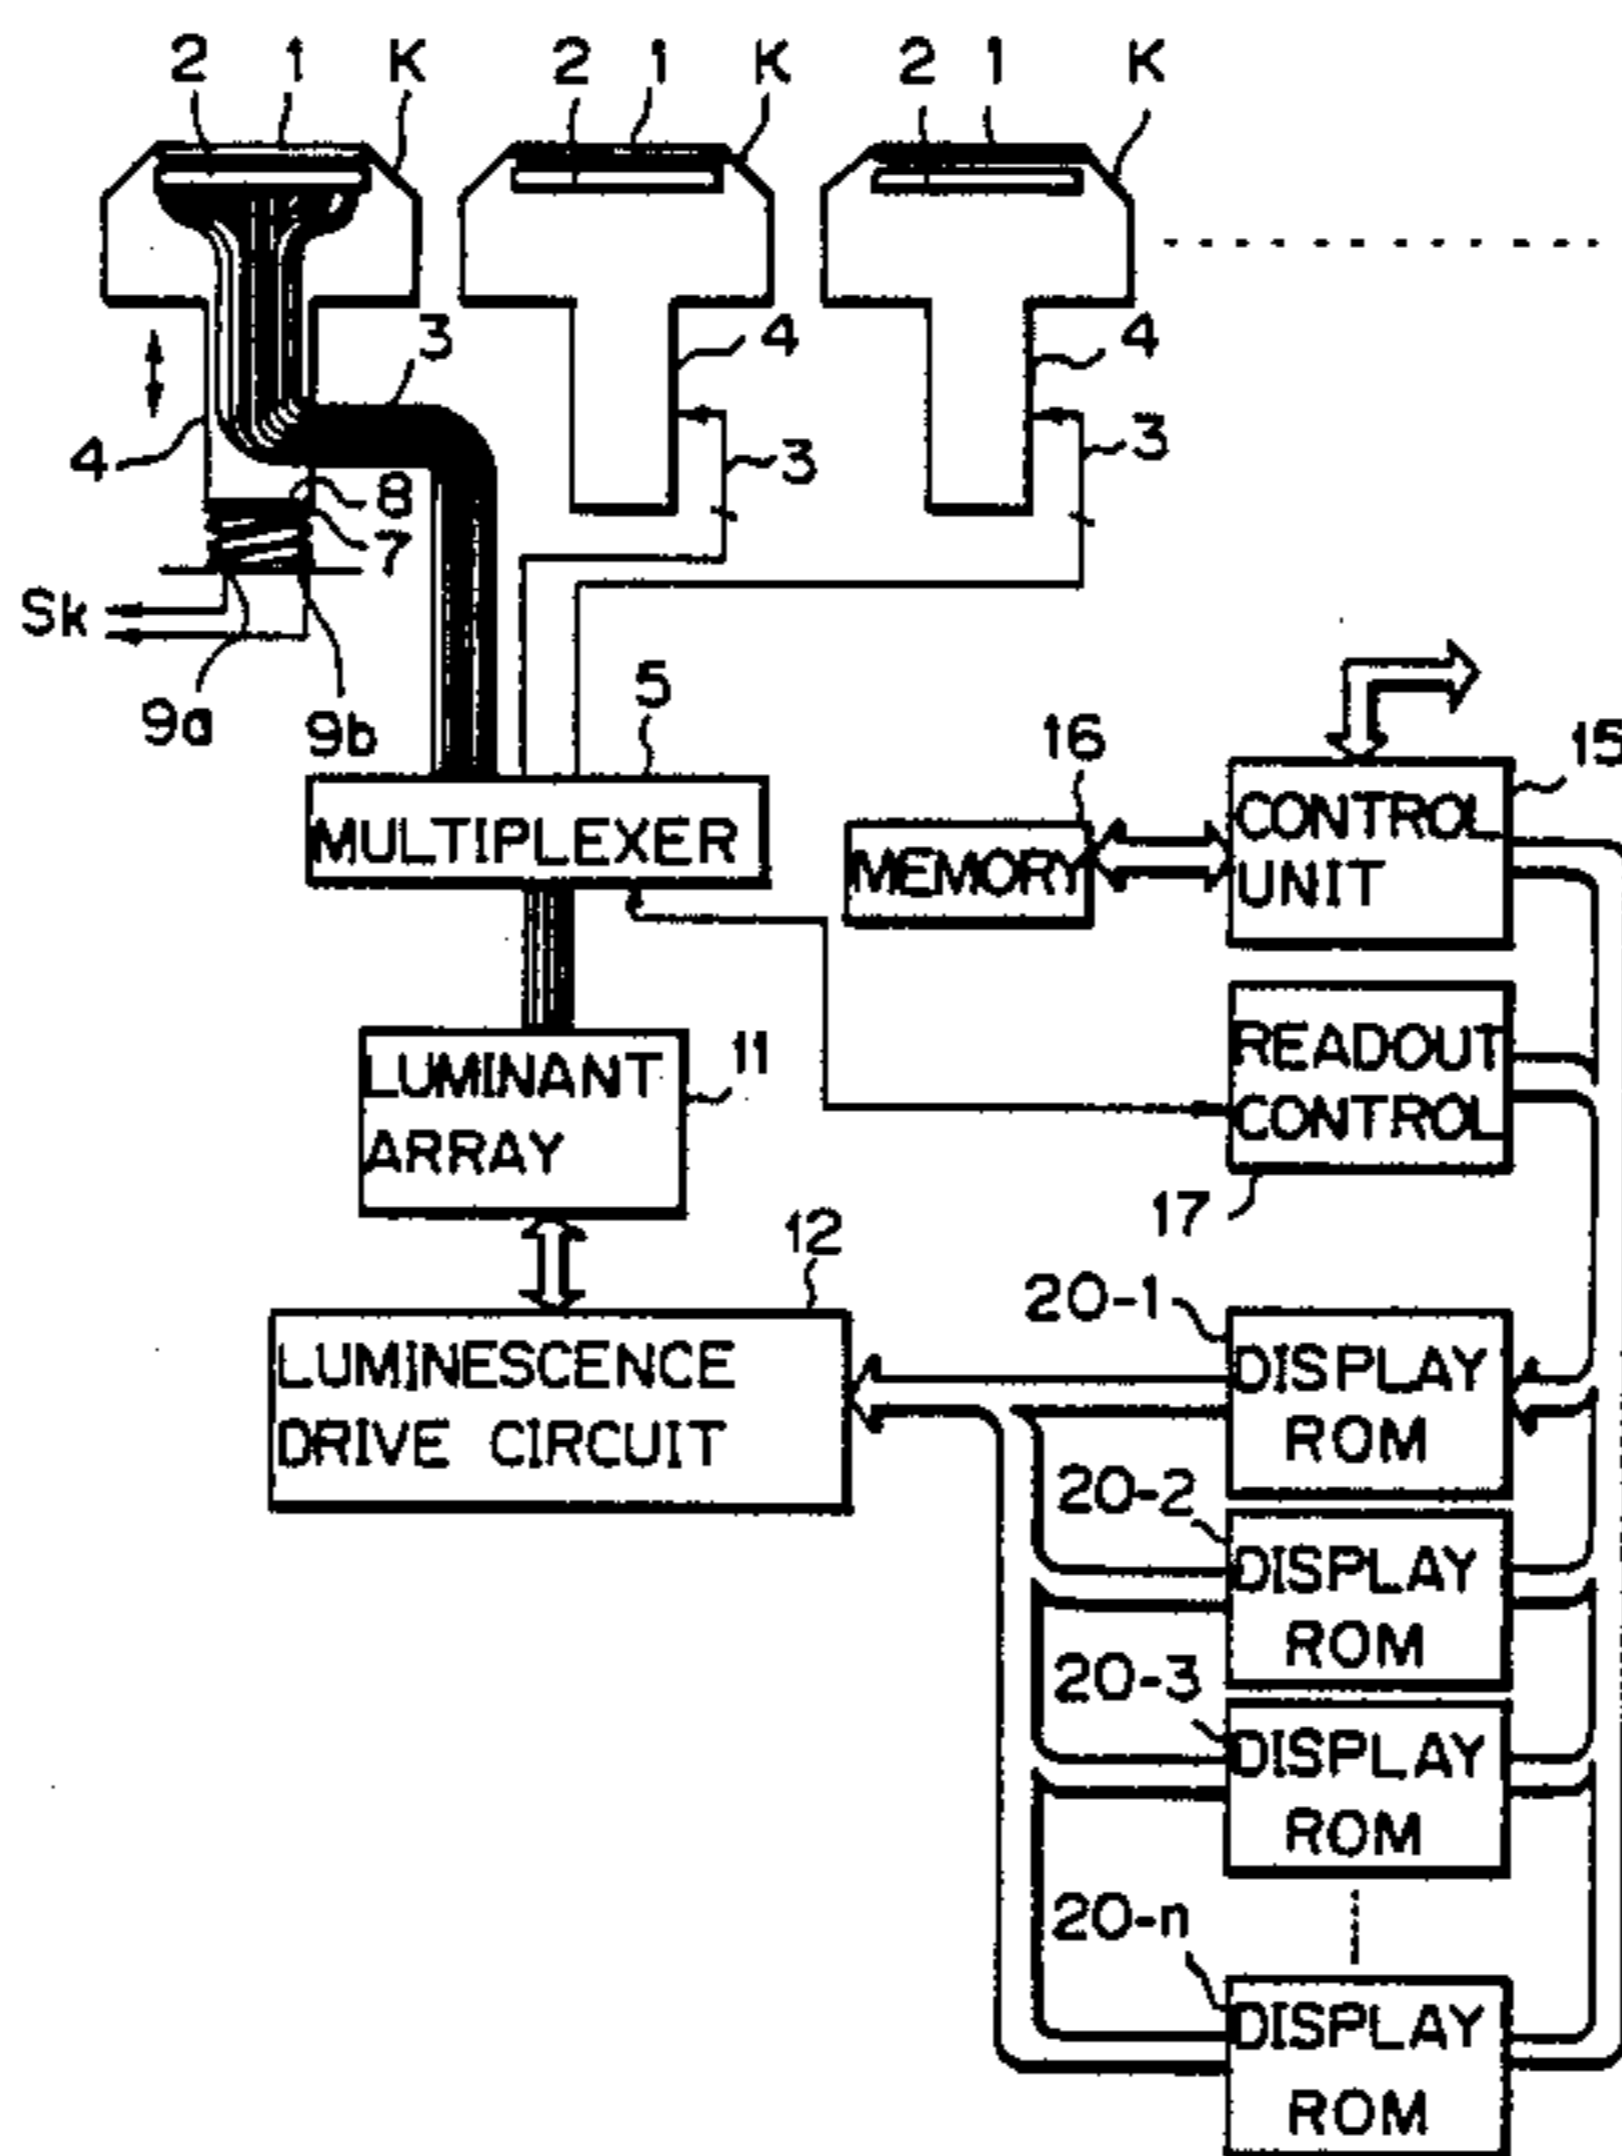 2 1 K 2 1 K 2 1 K
3 4 4
4 3 3
8
7
Sk
9a 9b
5
MULTIPLEXER
16
MEMORY
15
CONTROL
UNIT
READOUT
CONTROL
17
11
LUMINANT
ARRAY
12
LUMINESCENCE
DRIVE CIRCUIT
20-1
DISPLAY
ROM
20-2
DISPLAY
ROM
20-3
DISPLAY
ROM
20-n
DISPLAY
ROM